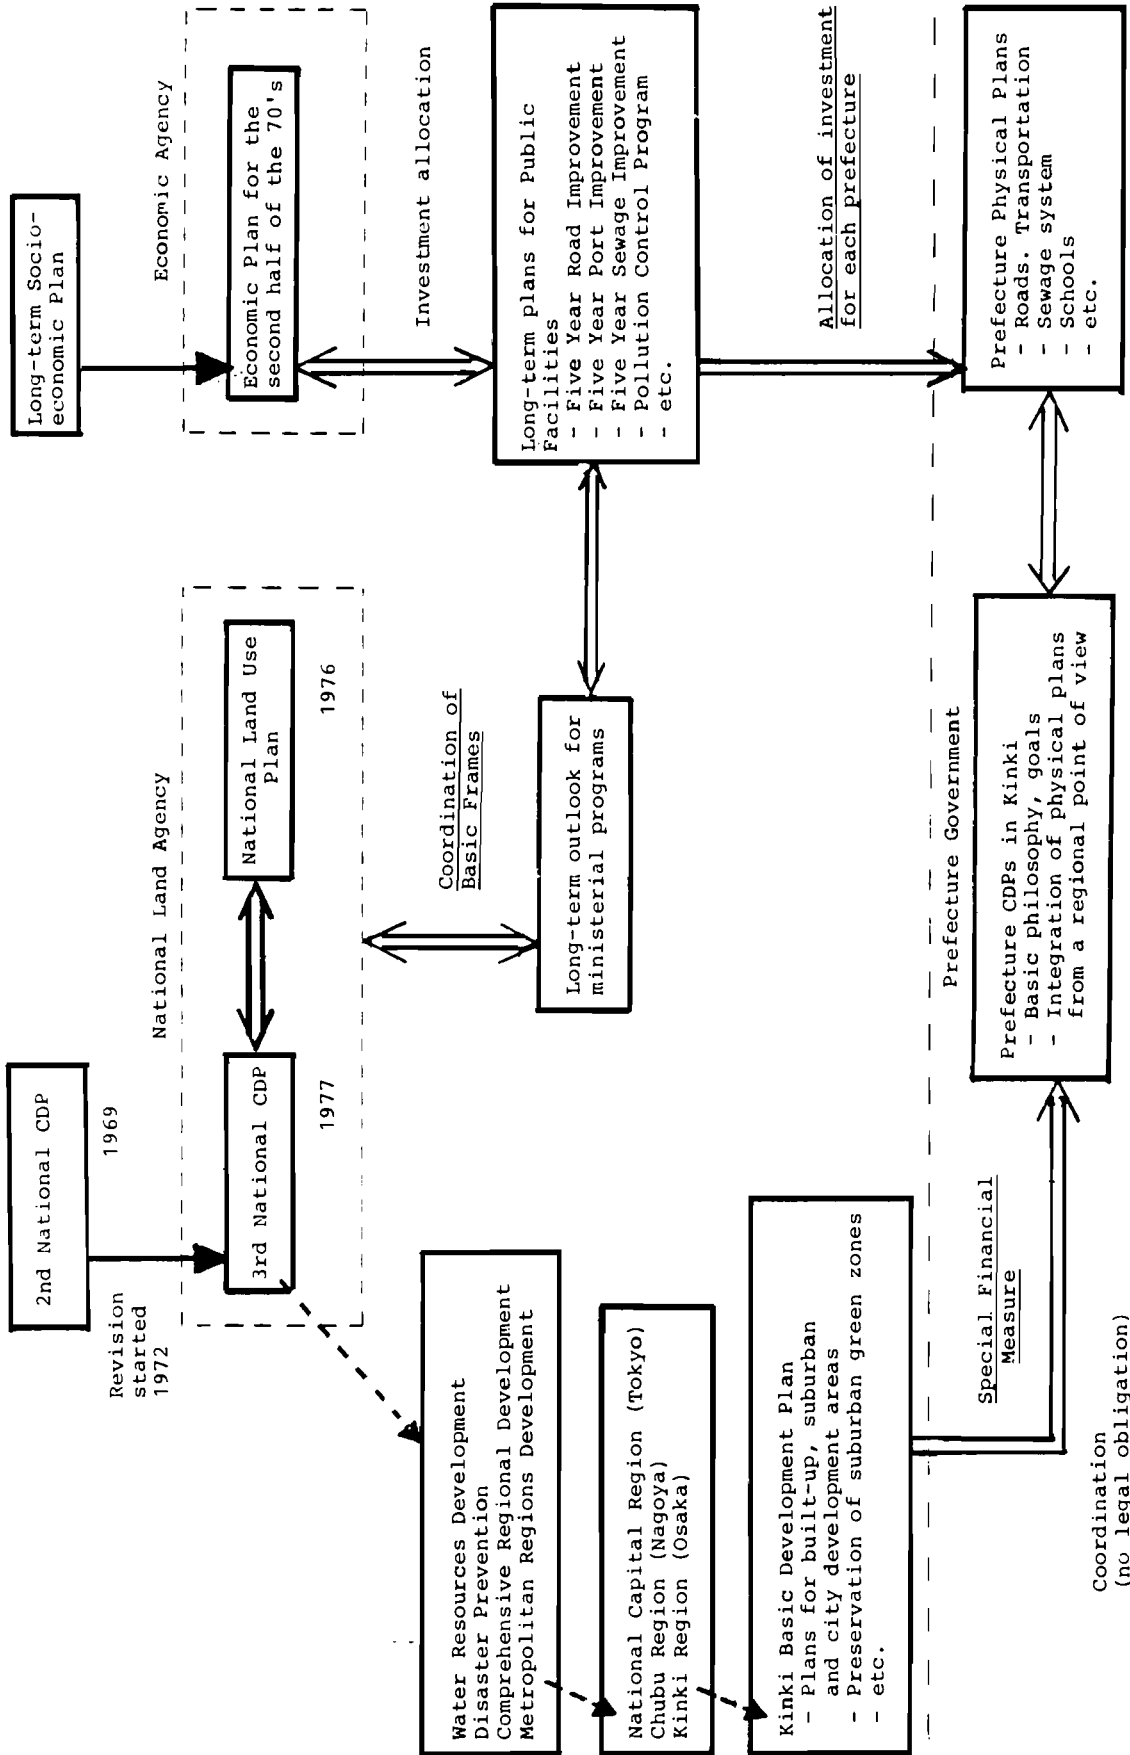 2nd National CDP
1969
Revision
started
1972
Long-term Socio-
economic Plan
National Land Agency
3rd National CDP
1977
National Land Use
Plan
1976
Economic Agency
Economic Plan for the
second half of the 70's
Coordination of
Basic Frames
Investment allocation
Water Resources Development
Disaster Prevention
Comprehensive Regional Development
Metropolitan Regions Development
Long-term outlook for
ministerial programs
Long-term plans for Public
Facilities
- Five Year Road Improvement
- Five Year Port Improvement
- Five Year Sewage Improvement
- Pollution Control Program
- etc.
National Capital Region (Tokyo)
Chubu Region (Nagoya)
Kinki Region (Osaka)
Kinki Basic Development Plan
- Plans for built-up, suburban
and city development areas
- Preservation of suburban green zones
- etc.
Allocation of investment
for each prefecture
Prefecture Government
Special Financial
Measure
Prefecture CDPs in Kinki
- Basic philosophy, goals
- Integration of physical plans
from a regional point of view
Prefecture Physical Plans
- Roads. Transportation
- Sewage system
- Schools
- etc.
Coordination
(no legal obligation)